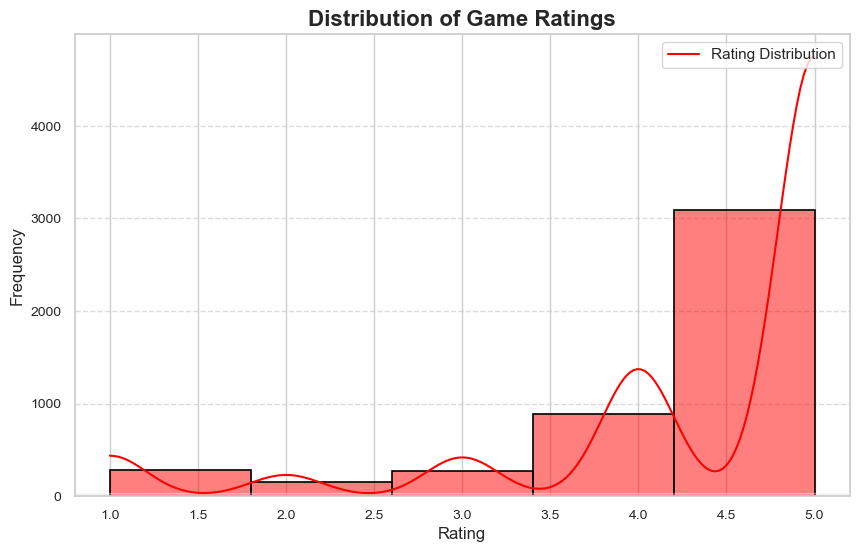 Distribution of Game Ratings
Rating Distribution
Frequency
4000
3000
2000
1000
0
1.0 1.5 2.0 2.5 3.0 3.5 4.0 4.5 5.0
Rating